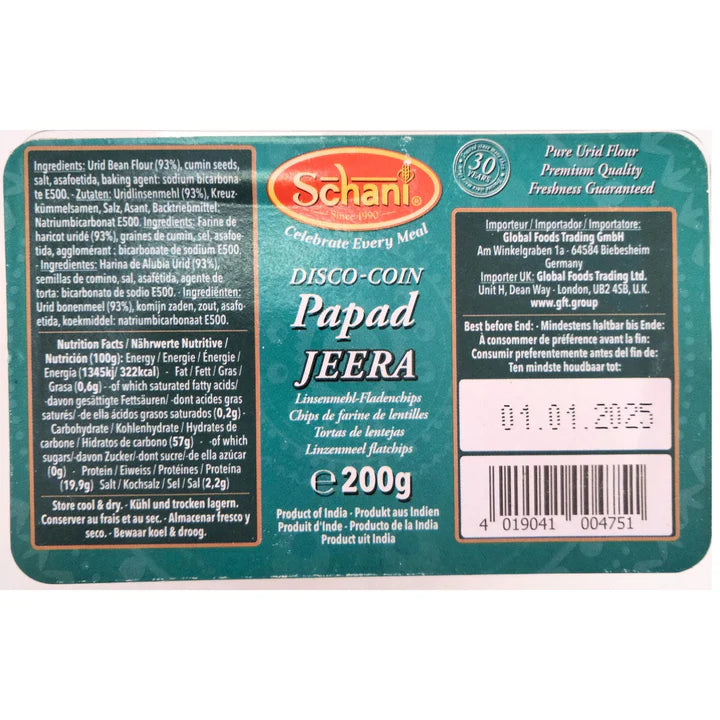 Ingredients: Urid Bean Flour (93%), cumin seeds,
salt, asafoetida, baking agent: sodium bicarbona-
te E500. - Zutaten: Uridlinsenmehl (93%), Kreuz-
kümmelsamen, Salz, Asant, Backtriebmittel:
Natriumbicarbonat E500. Ingredients: Farine de
haricot uridé (93%), graines de cumin, sel, asafoe-
tida, agglomérant : bicarbonate de sodium E500.
- Ingredientes: Harina de Alubia Urid (93%),
semillas de comino, sal, asafétida, agente de
torta: bicarbonato de sodio E500. - Ingrediënten:
Urid bonenmeel (93%), komijn zaden, zout, asafo-
etida, koekmiddel: natriumbicarbonaat E500.
Nutrition Facts / Nährwerte Nutritive /
Nutrición (100g): Energy / Energie / Énergie /
Energía (1345kj/ 322kcal) - Fat / Fett / Gras /
Grasa (0,6g) - of which saturated fatty acids/
-davon gesättigte Fettsäuren/ -dont acides gras
saturés/ -de ella ácidos grasos saturados (0,2g) -
Carbohydrate / Kohlenhydrate / Hydrates de
carbone / Hidratos de carbono (57g) - -of which
sugars/-davon Zucker/-dont sucre/-de ella azúcar
(0g) - Protein / Eiweiss / Protéines / Proteína
(19,9g) Salt / Kochsalz / Sel / Sal (2,2g)
Store cool & dry. - Kühl und trocken lagern.
Conserver au frais et au sec. - Almacenar fresco y
seco. - Bewaar koel & droog.
Schani®
Since 1990
Celebrate Every Meal
DISCO-COIN
Papad
JEERA
Linsenmehl-Fladenchips
Chips de farine de lentilles
Tortas de lentejas
Linzenmeel flatchips
℮ 200g
Product of India · Produkt aus Indien
Produit d'Inde · Producto de la India
Product uit India
30
YEARS
Pure Urid Flour
Premium Quality
Freshness Guaranteed
Importeur / Importador / Importatore:
Global Foods Trading GmbH
Am Winkelgraben 1a · 64584 Biebesheim
Germany
Importer UK: Global Foods Trading Ltd.
Unit H, Dean Way · London, UB2 4SB, U.K.
www.gft.group
Best before End: · Mindestens haltbar bis Ende:
À consommer de préférence avant la fin:
Consumir preferentemente antes del fin de:
Ten minste houdbaar tot:
01.01.2025
4 019041 004751